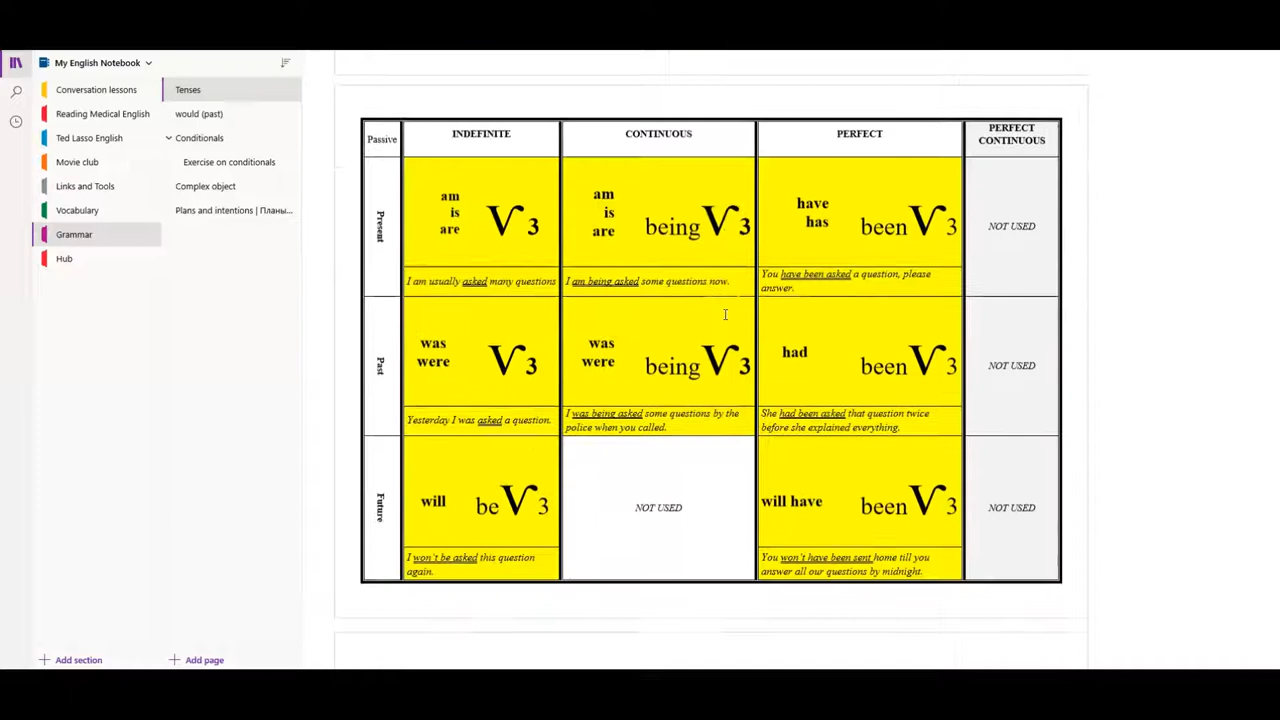 My English Notebook
Conversation lessons
Reading Medical English
Ted Lasso English
Movie club
Links and Tools
Vocabulary
Grammar
Hub
Add section
Tenses
would (past)
Conditionals
Exercise on conditionals
Complex object
Plans and intentions | Планы...
Add page
Passive
INDEFINITE
CONTINUOUS
PERFECT
PERFECT
CONTINUOUS
Present
am
is
are
V3
I am usually asked many questions
am
is
are
being V3
I am being asked some questions now.
have
has
been V3
You have been asked a question, please
answer.
NOT USED
Past
was
were
V3
Yesterday I was asked a question.
was
were
being V3
I was being asked some questions by the
police when you called.
had
been V3
She had been asked that question twice
before she explained everything.
NOT USED
Future
will
be V3
I won't be asked this question
again.
NOT USED
will have
been V3
You won't have been sent home till you
answer all our questions by midnight.
NOT USED